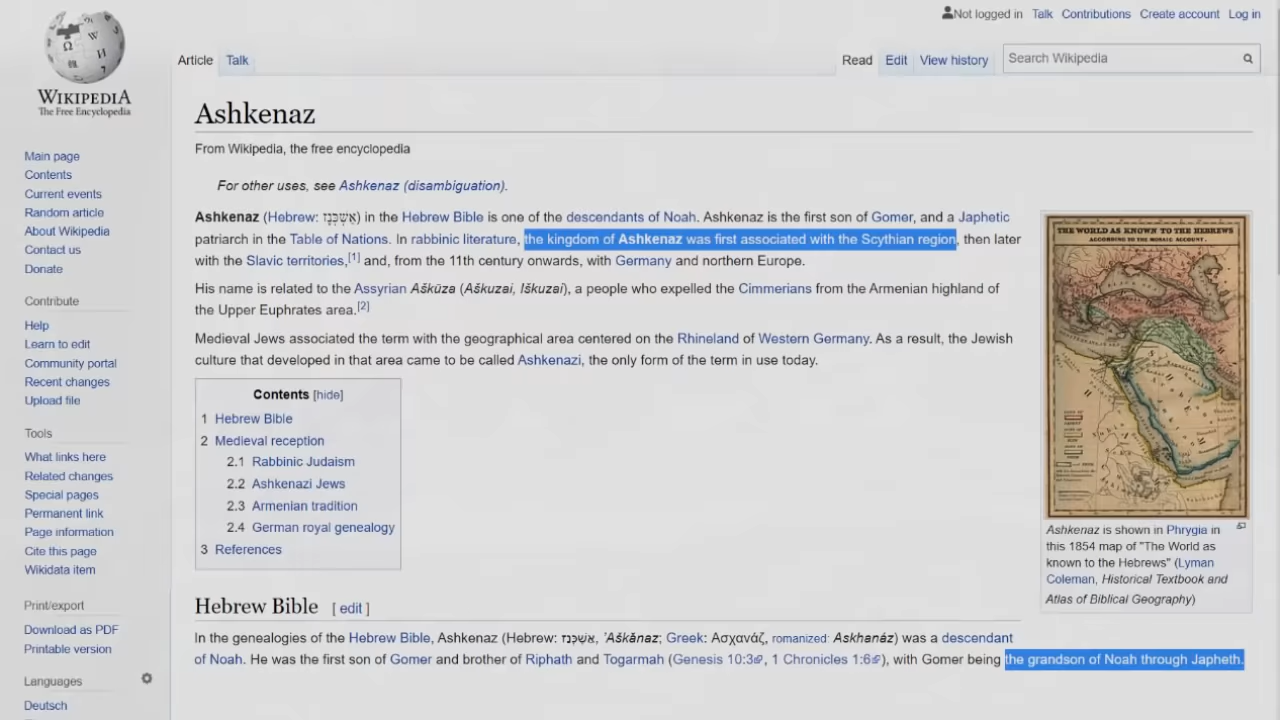 Not logged in Talk Contributions Create account Log in
WIKIPEDIA
The Free Encyclopedia
Article Talk
Read Edit View history
Search Wikipedia
Main page
Contents
Current events
Random article
About Wikipedia
Contact us
Donate
Contribute
Help
Learn to edit
Community portal
Recent changes
Upload file
Tools
What links here
Related changes
Special pages
Permanent link
Page information
Cite this page
Wikidata item
Print/export
Download as PDF
Printable version
Languages
Deutsch
Ashkenaz
From Wikipedia, the free encyclopedia
For other uses, see Ashkenaz (disambiguation).
Ashkenaz (Hebrew: אַשְׁכְּנַז) in the Hebrew Bible is one of the descendants of Noah. Ashkenaz is the first son of Gomer, and a Japhetic
patriarch in the Table of Nations. In rabbinic literature, the kingdom of Ashkenaz was first associated with the Scythian region, then later
with the Slavic territories,[1] and, from the 11th century onwards, with Germany and northern Europe.
His name is related to the Assyrian Aškūza (Aškuzai, Iškuzai), a people who expelled the Cimmerians from the Armenian highland of
the Upper Euphrates area.[2]
Medieval Jews associated the term with the geographical area centered on the Rhineland of Western Germany. As a result, the Jewish
culture that developed in that area came to be called Ashkenazi, the only form of the term in use today.
Contents [hide]
1 Hebrew Bible
2 Medieval reception
2.1 Rabbinic Judaism
2.2 Ashkenazi Jews
2.3 Armenian tradition
2.4 German royal genealogy
3 References
THE WORLD AS KNOWN TO THE HEBREWS
ACCORDING TO THE MOSAIC ACCOUNT.
Ashkenaz is shown in Phrygia in
this 1854 map of "The World as
known to the Hebrews" (Lyman
Coleman, Historical Textbook and
Atlas of Biblical Geography)
Hebrew Bible [ edit ]
In the genealogies of the Hebrew Bible, Ashkenaz (Hebrew: אַשְׁכְּנַז, 'Aškănaz; Greek: Ασχανάζ, romanized: Askhanáz) was a descendant
of Noah. He was the first son of Gomer and brother of Riphath and Togarmah (Genesis 10:3, 1 Chronicles 1:6), with Gomer being the grandson of Noah through Japheth.